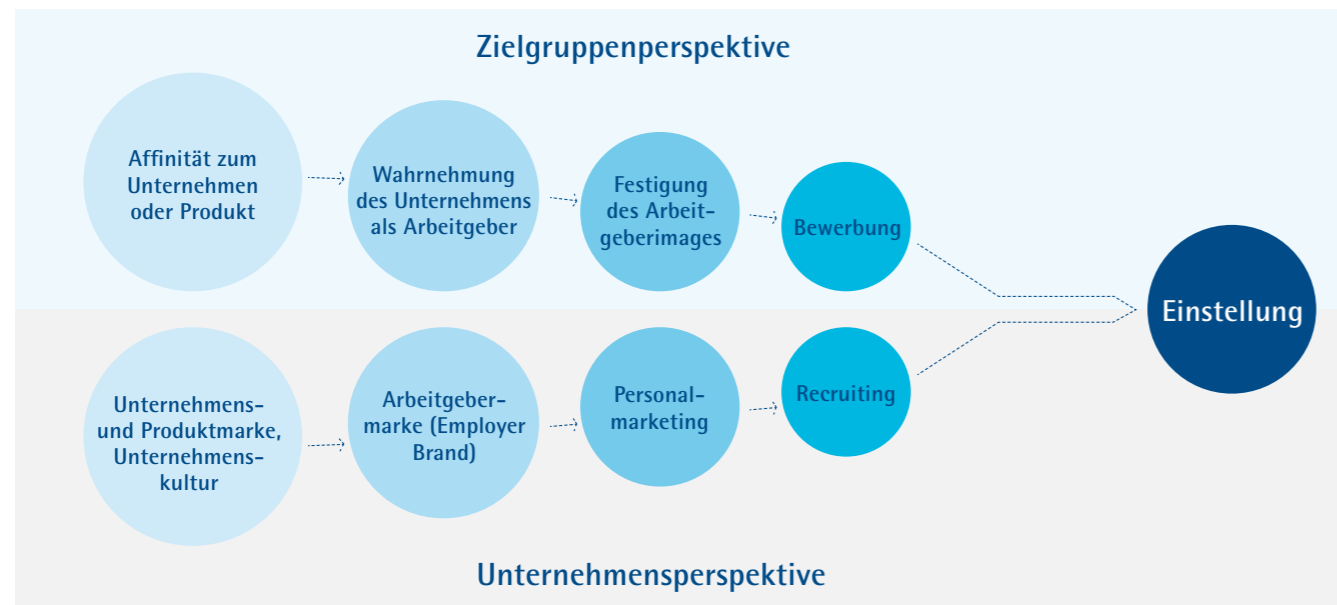 Zielgruppenperspektive
Affinität zum
Unternehmen
oder Produkt
Wahrnehmung
des Unternehmens
als Arbeitgeber
Festigung
des Arbeit-
geberimages
Bewerbung
Einstellung
Unternehmens-
und Produktmarke,
Unternehmens-
kultur
Arbeitgeber-
marke (Employer
Brand)
Personal-
marketing
Recruiting
Unternehmensperspektive